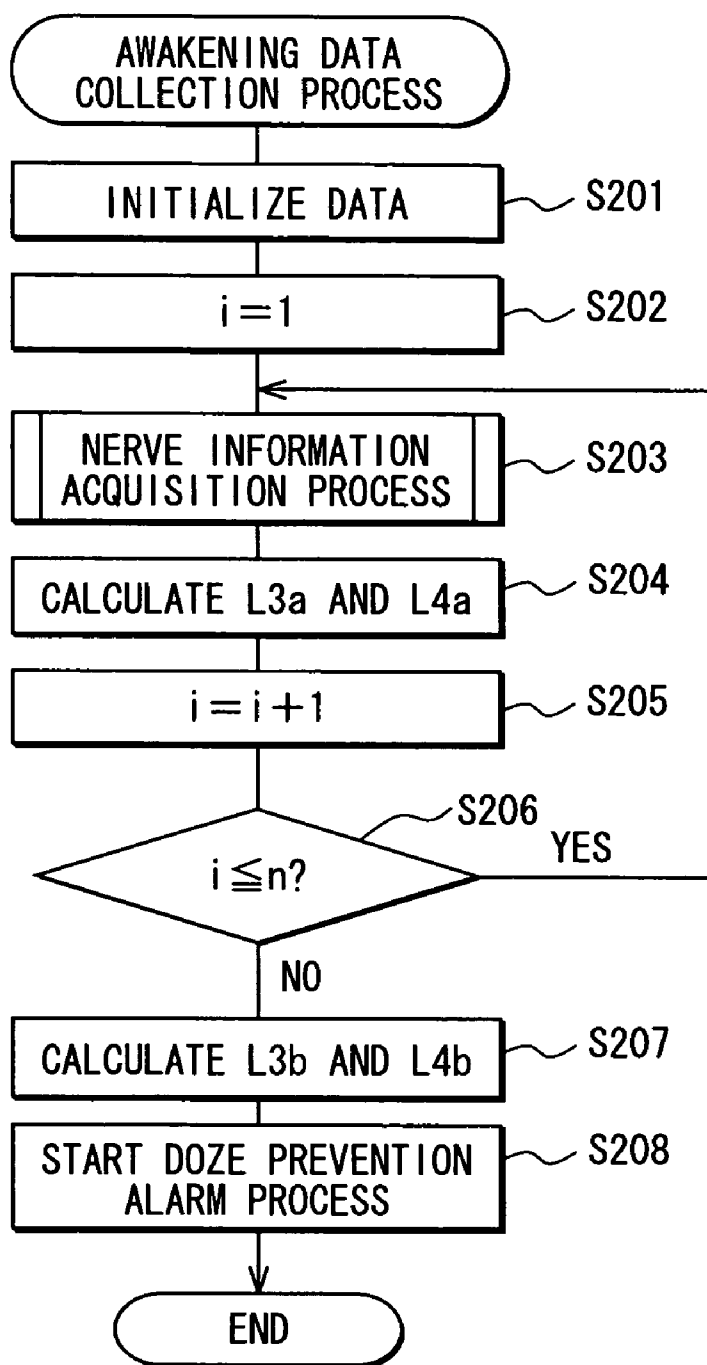 AWAKENING DATA
COLLECTION PROCESS
INITIALIZE DATA
S201
i=1
S202
NERVE INFORMATION
ACQUISITION PROCESS
S203
CALCULATE L3a AND L4a
S204
i=i+1
S205
S206
i≦n?
YES
NO
CALCULATE L3b AND L4b
S207
START DOZE PREVENTION
ALARM PROCESS
S208
END